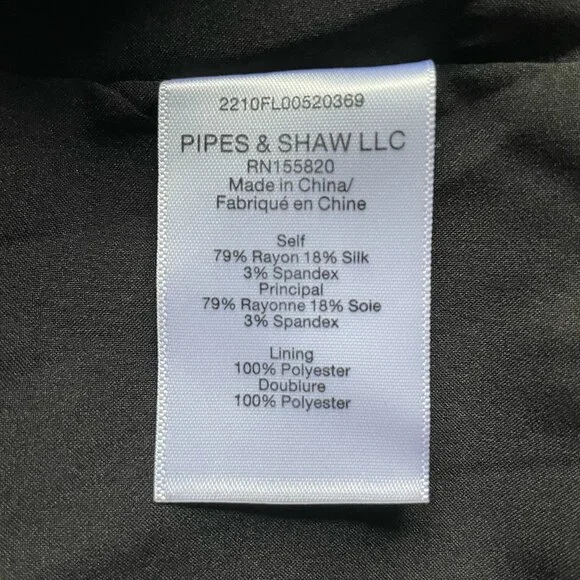 2210FL00520369
PIPES & SHAW LLC
RN155820
Made in China/
Fabriqué en Chine
Self
79% Rayon 18% Silk
3% Spandex
Principal
79% Rayonne 18% Soie
3% Spandex
Lining
100% Polyester
Doublure
100% Polyester